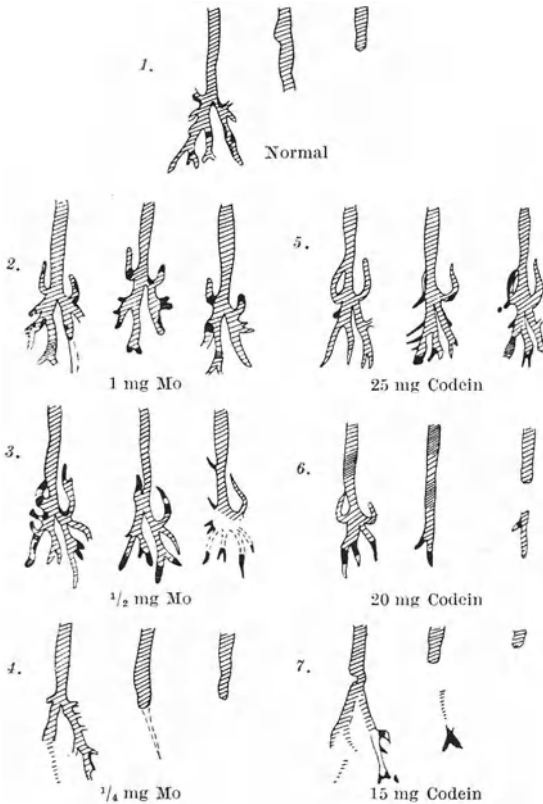 1.
Normal
2.
1 mg Mo
5.
25 mg Codein
3.
1/2 mg Mo
6.
20 mg Codein
4.
1/4 mg Mo
7.
15 mg Codein